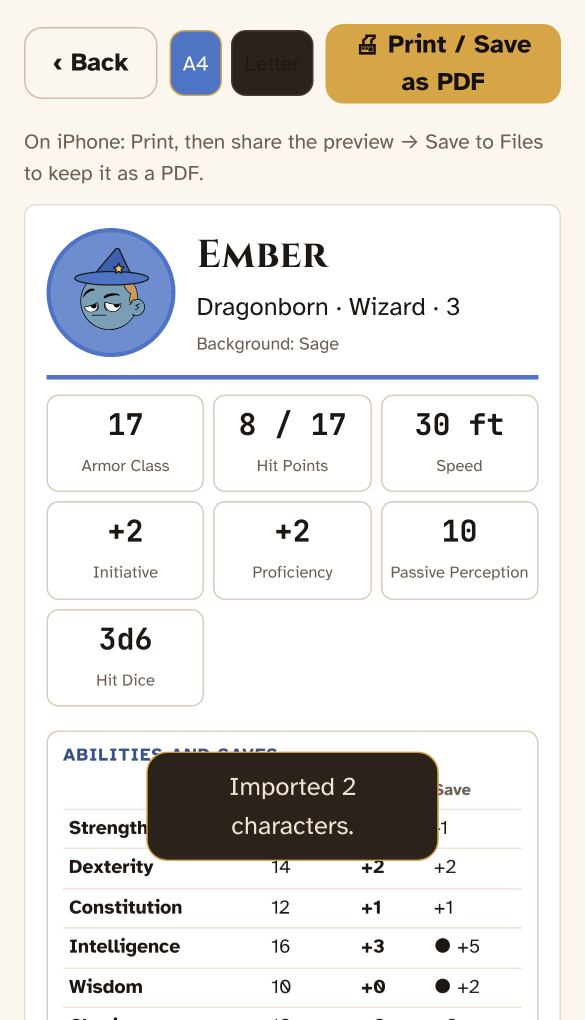 ‹ Back
A4
Letter
🖨 Print / Save
as PDF
On iPhone: Print, then share the preview → Save to Files
to keep it as a PDF.
Ember
Dragonborn · Wizard · 3
Background: Sage
17
Armor Class
8 / 17
Hit Points
30 ft
Speed
+2
Initiative
+2
Proficiency
10
Passive Perception
3d6
Hit Dice
ABILITIES AND SAVES
Save
Imported 2
characters.
Strength
Dexterity 14 +2 +2
Constitution 12 +1 +1
Intelligence 16 +3 ● +5
Wisdom 10 +0 ● +2